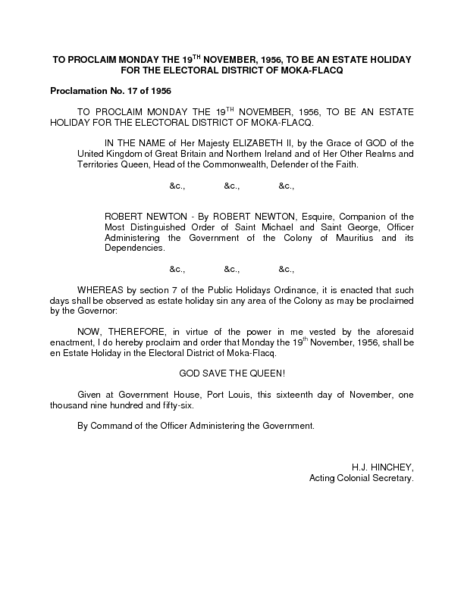 TO PROCLAIM MONDAY THE 19TH NOVEMBER, 1956, TO BE AN ESTATE HOLIDAY
FOR THE ELECTORAL DISTRICT OF MOKA-FLACQ
Proclamation No. 17 of 1956
TO PROCLAIM MONDAY THE 19TH NOVEMBER, 1956, TO BE AN ESTATE
HOLIDAY FOR THE ELECTORAL DISTRICT OF MOKA-FLACQ.
IN THE NAME of Her Majesty ELIZABETH II, by the Grace of GOD of the
United Kingdom of Great Britain and Northern Ireland and of Her Other Realms and
Territories Queen, Head of the Commonwealth, Defender of the Faith.
&c., &c., &c.,
ROBERT NEWTON - By ROBERT NEWTON, Esquire, Companion of the
Most Distinguished Order of Saint Michael and Saint George, Officer
Administering the Government of the Colony of Mauritius and its
Dependencies.
&c., &c., &c.,
WHEREAS by section 7 of the Public Holidays Ordinance, it is enacted that such
days shall be observed as estate holiday sin any area of the Colony as may be proclaimed
by the Governor:
NOW, THEREFORE, in virtue of the power in me vested by the aforesaid
enactment, I do hereby proclaim and order that Monday the 19th November, 1956, shall be
en Estate Holiday in the Electoral District of Moka-Flacq.
GOD SAVE THE QUEEN!
Given at Government House, Port Louis, this sixteenth day of November, one
thousand nine hundred and fifty-six.
By Command of the Officer Administering the Government.
H.J. HINCHEY,
Acting Colonial Secretary.